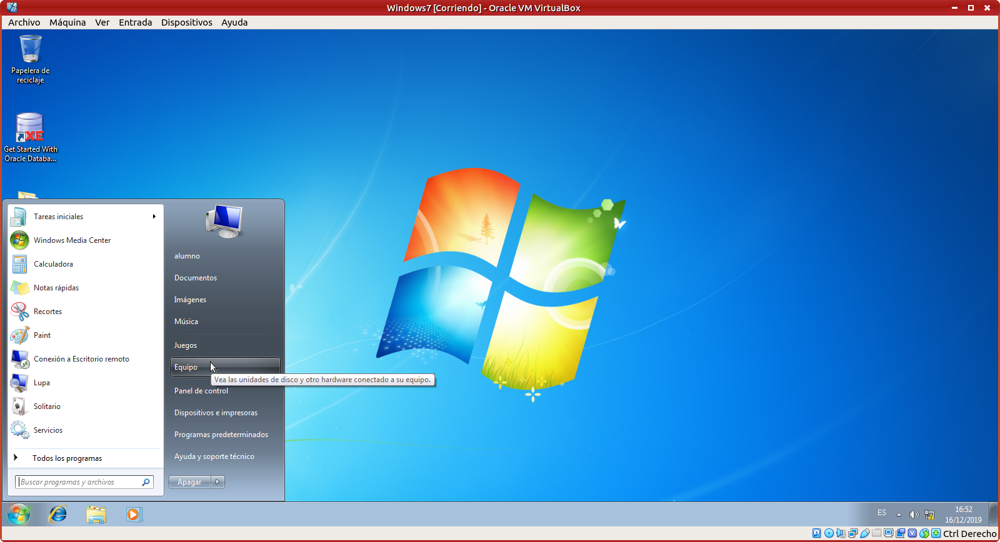 Windows7 [Corriendo] - Oracle VM VirtualBox
Archivo Máquina Ver Entrada Dispositivos Ayuda
Papelera de
reciclaje
XE
Get Started With
Oracle Databa...
Tareas iniciales
Windows Media Center
Calculadora
Notas rápidas
Recortes
Paint
Conexión a Escritorio remoto
Lupa
Solitario
Servicios
Todos los programas
Buscar programas y archivos
alumno
Documentos
Imágenes
Música
Juegos
Equipo
Vea las unidades de disco y otro hardware conectado a su equipo.
Panel de control
Dispositivos e impresoras
Programas predeterminados
Ayuda y soporte técnico
Apagar
ES
16:52
16/12/2019
Ctrl Derecho